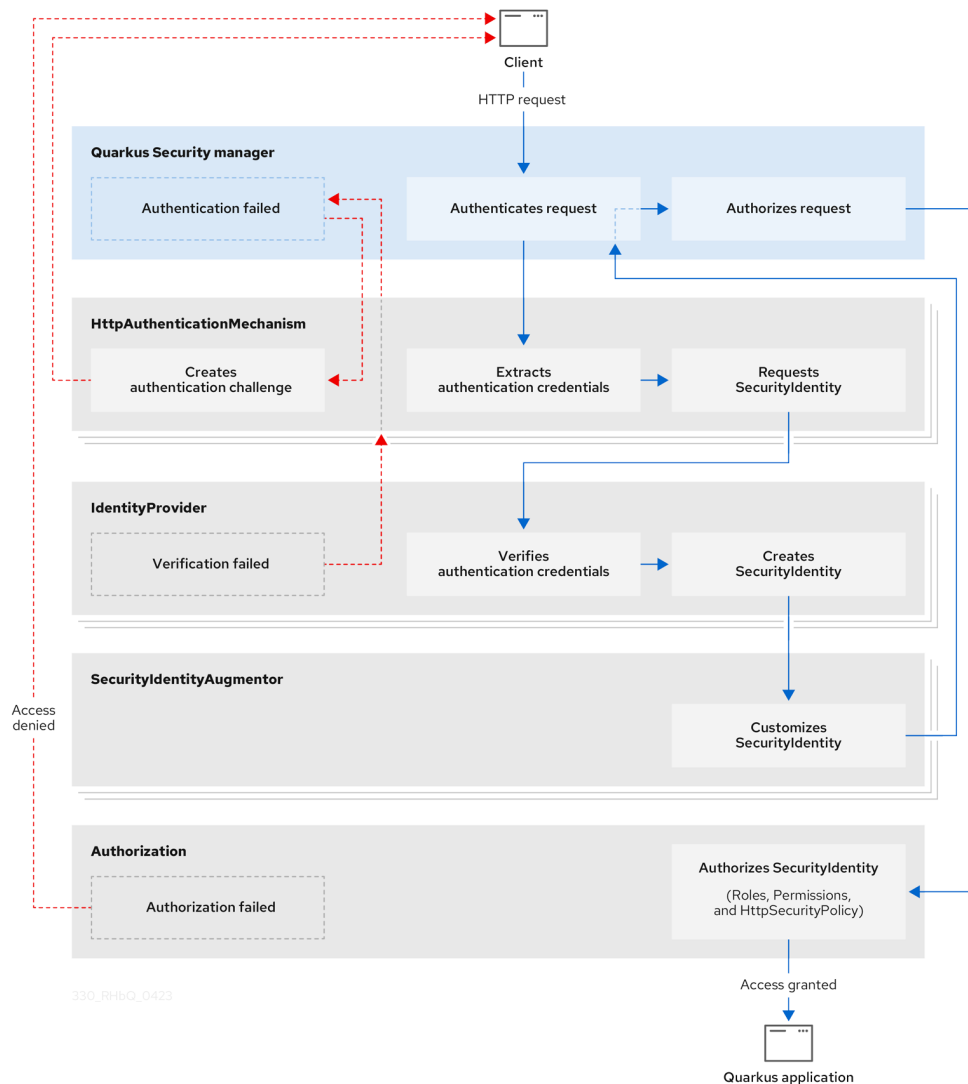 Client
HTTP request
Quarkus Security manager
Authentication failed
Authenticates request
Authorizes request
HttpAuthenticationMechanism
Creates
authentication challenge
Extracts
authentication credentials
Requests
SecurityIdentity
IdentityProvider
Verification failed
Verifies
authentication credentials
Creates
SecurityIdentity
SecurityIdentityAugmentor
Access
denied
Customizes
SecurityIdentity
Authorization
Authorization failed
Authorizes SecurityIdentity
(Roles, Permissions,
and HttpSecurityPolicy)
330_RHbQ_0423
Access granted
Quarkus application